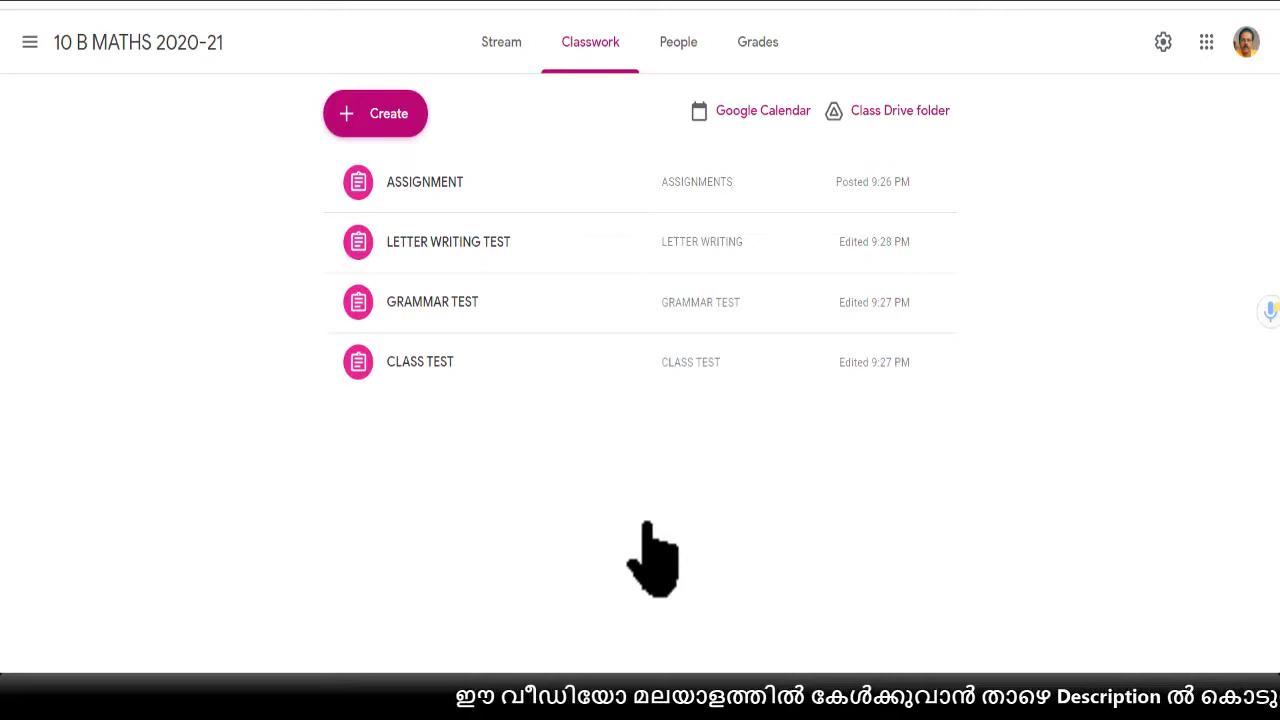 10 B MATHS 2020-21
Stream Classwork People Grades
Create
Google Calendar Class Drive folder
ASSIGNMENT ASSIGNMENTS Posted 9:26 PM
LETTER WRITING TEST LETTER WRITING Edited 9:28 PM
GRAMMAR TEST GRAMMAR TEST Edited 9:27 PM
CLASS TEST CLASS TEST Edited 9:27 PM
ഈ വീഡിയോ മലയാളത്തിൽ കേൾക്കുവാൻ താഴെ Description ൽ കൊടു